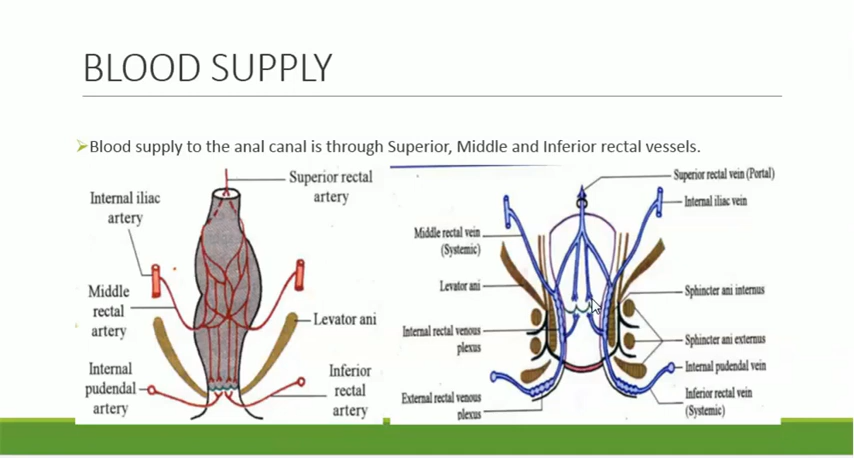 BLOOD SUPPLY
Blood supply to the anal canal is through Superior, Middle and Inferior rectal vessels.
Superior rectal
artery
Internal iliac
artery
Middle
rectal
artery
Levator ani
Internal
pudendal
artery
Inferior
rectal
artery
Superior rectal vein (Portal)
Internal iliac vein
Middle rectal vein
(Systemic)
Levator ani
Sphincter ani internus
Internal rectal venous
plexus
Sphincter ani externus
Internal pudendal vein
External rectal venous
plexus
Inferior rectal vein
(Systemic)